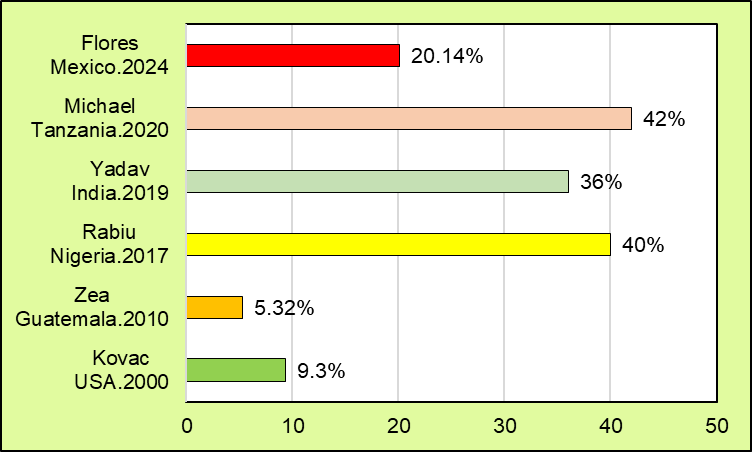 Flores
Mexico.2024
20.14%
Michael
Tanzania.2020
42%
Yadav
India.2019
36%
Rabiu
Nigeria.2017
40%
Zea
Guatemala.2010
5.32%
Kovac
USA.2000
9.3%
0 10 20 30 40 50